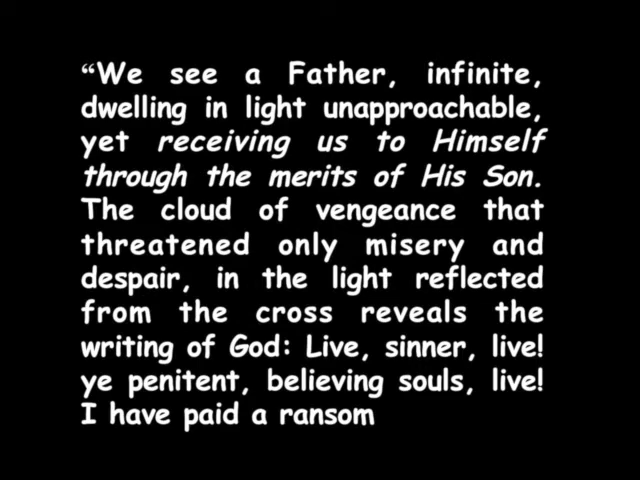 “We see a Father, infinite,
dwelling in light unapproachable,
yet receiving us to Himself
through the merits of His Son.
The cloud of vengeance that
threatened only misery and
despair, in the light reflected
from the cross reveals the
writing of God: Live, sinner, live!
ye penitent, believing souls, live!
I have paid a ransom